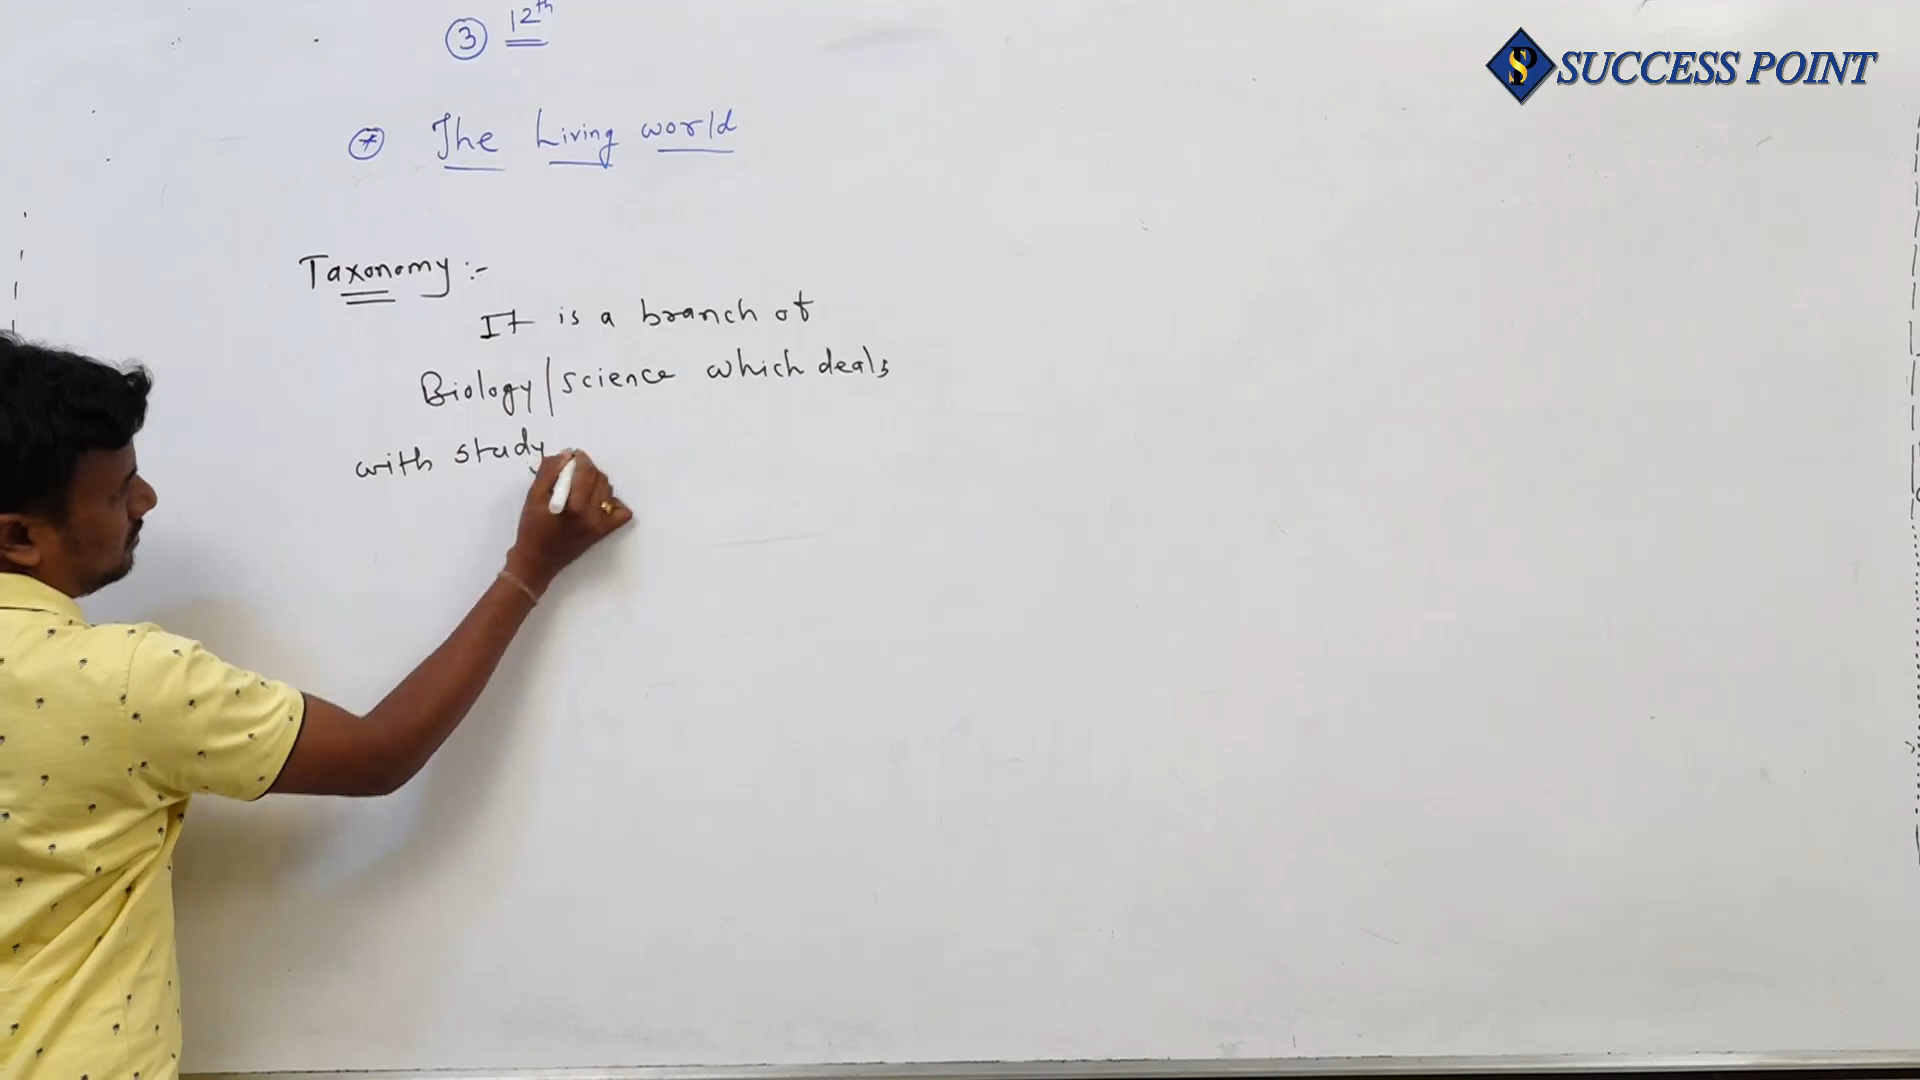 ③ 12th
SUCCESS POINT
* The Living world
Taxonomy :-
It is a branch of
Biology/science which deals
with study